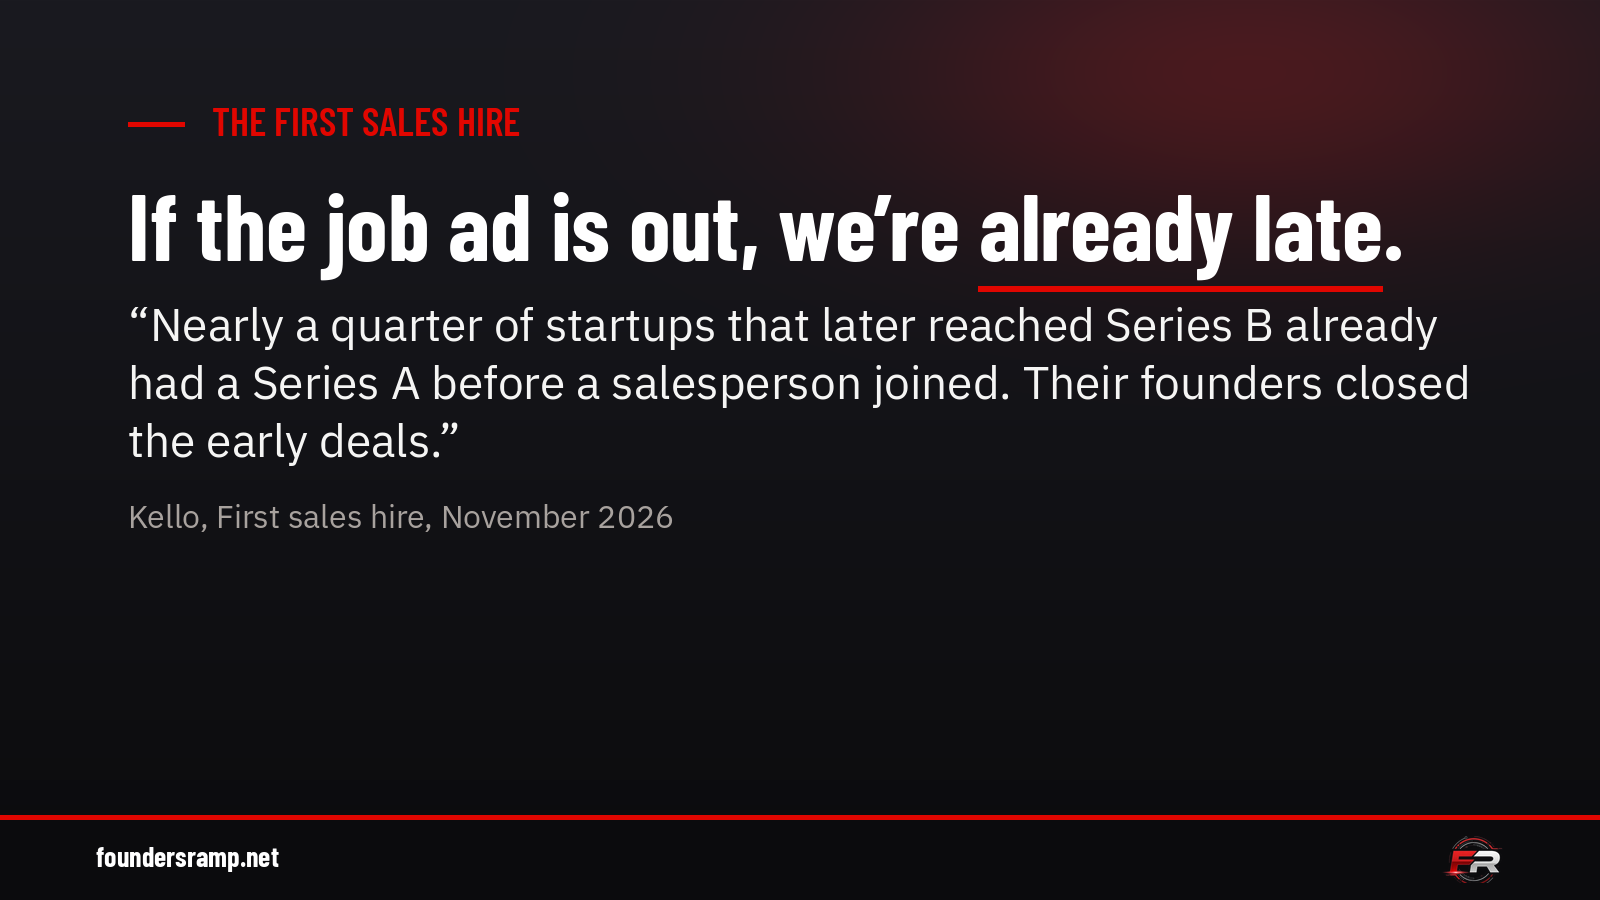 THE FIRST SALES HIRE
If the job ad is out, we’re already late.
“Nearly a quarter of startups that later reached Series B already
had a Series A before a salesperson joined. Their founders closed
the early deals.”
Kello, First sales hire, November 2026
foundersramp.net
FR